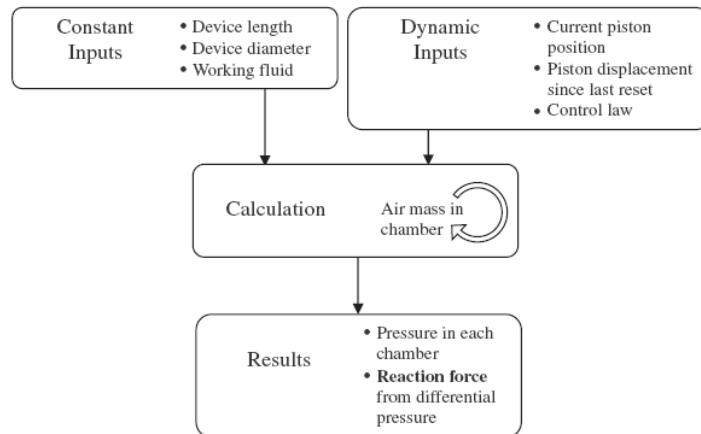 Constant
Inputs
• Device length
• Device diameter
• Working fluid
Dynamic
Inputs
• Current piston
position
• Piston displacement
since last reset
• Control law
Calculation
Air mass in
chamber
Results
• Pressure in each
chamber
• Reaction force
from differential
pressure